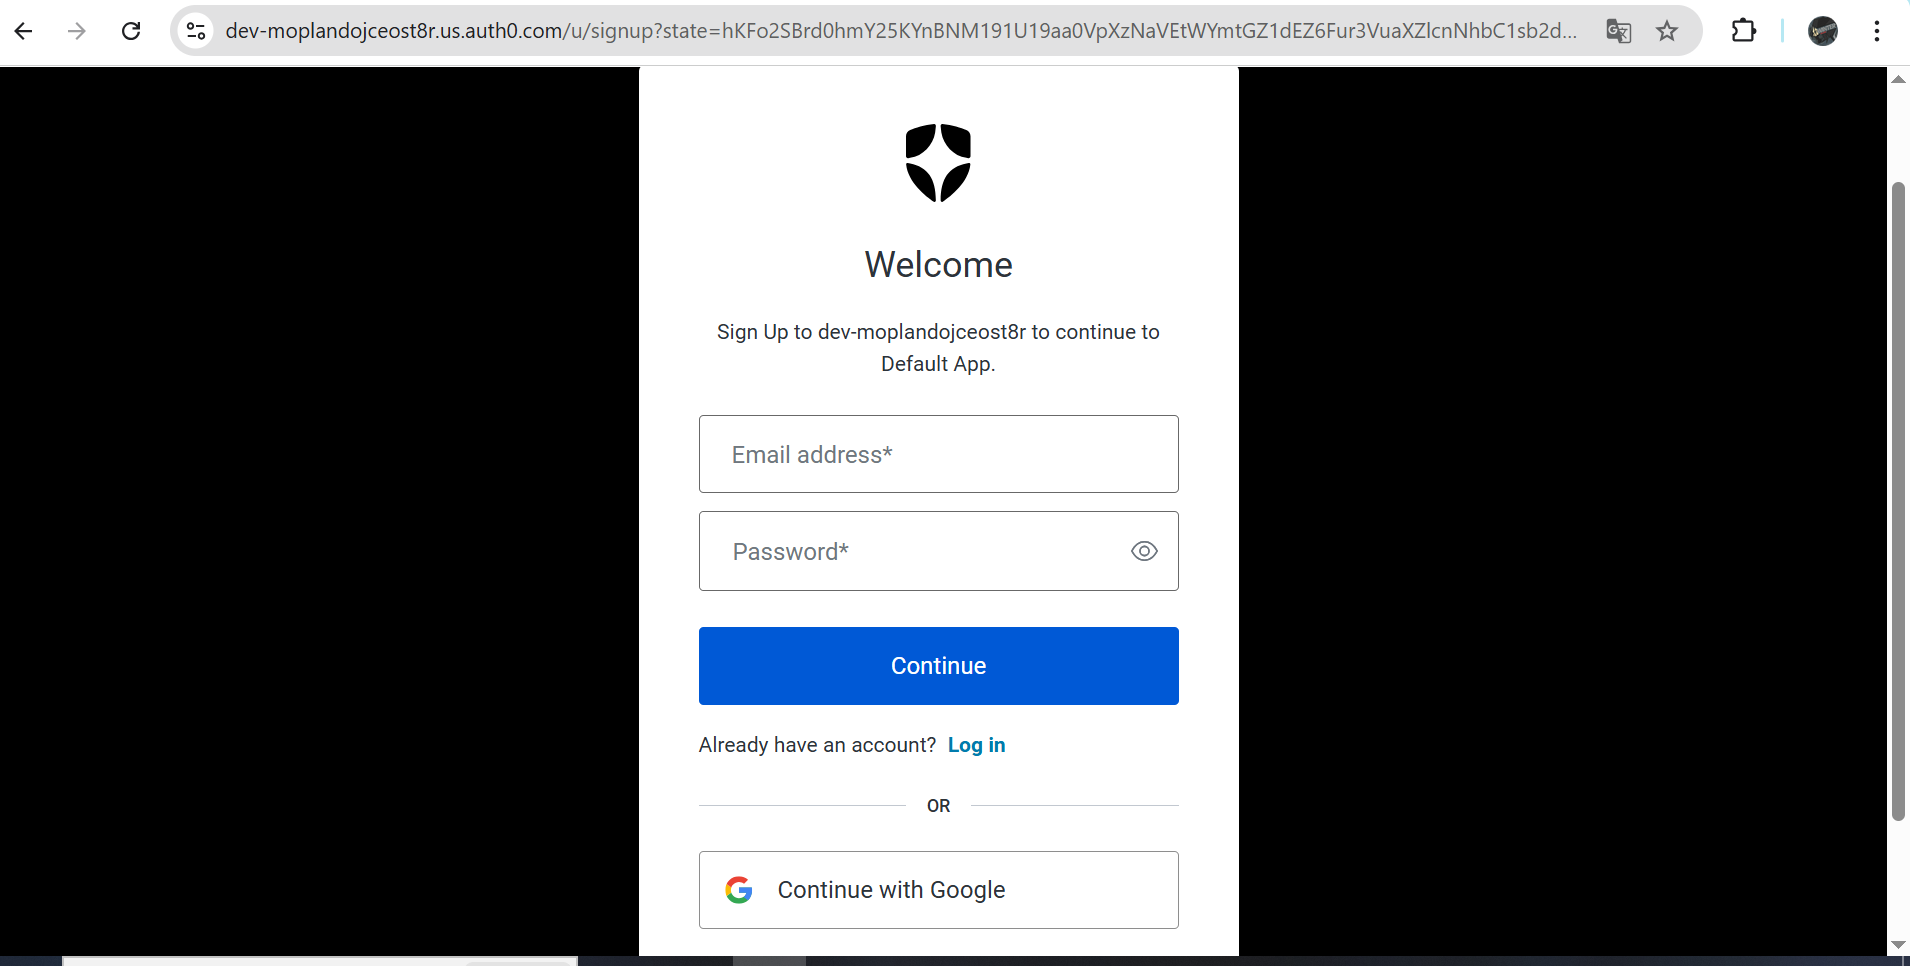 dev-moplandojceost8r.us.auth0.com/u/signup?state=hKFo2SBrd0hmY25KYnBNM191U19aa0VpXzNaVEtWYmtGZ1dEZ6Fur3VuaXZlcnNhbC1sb2d...
Welcome
Sign Up to dev-moplandojceost8r to continue to
Default App.
Email address*
Password*
Continue
Already have an account? Log in
OR
Continue with Google